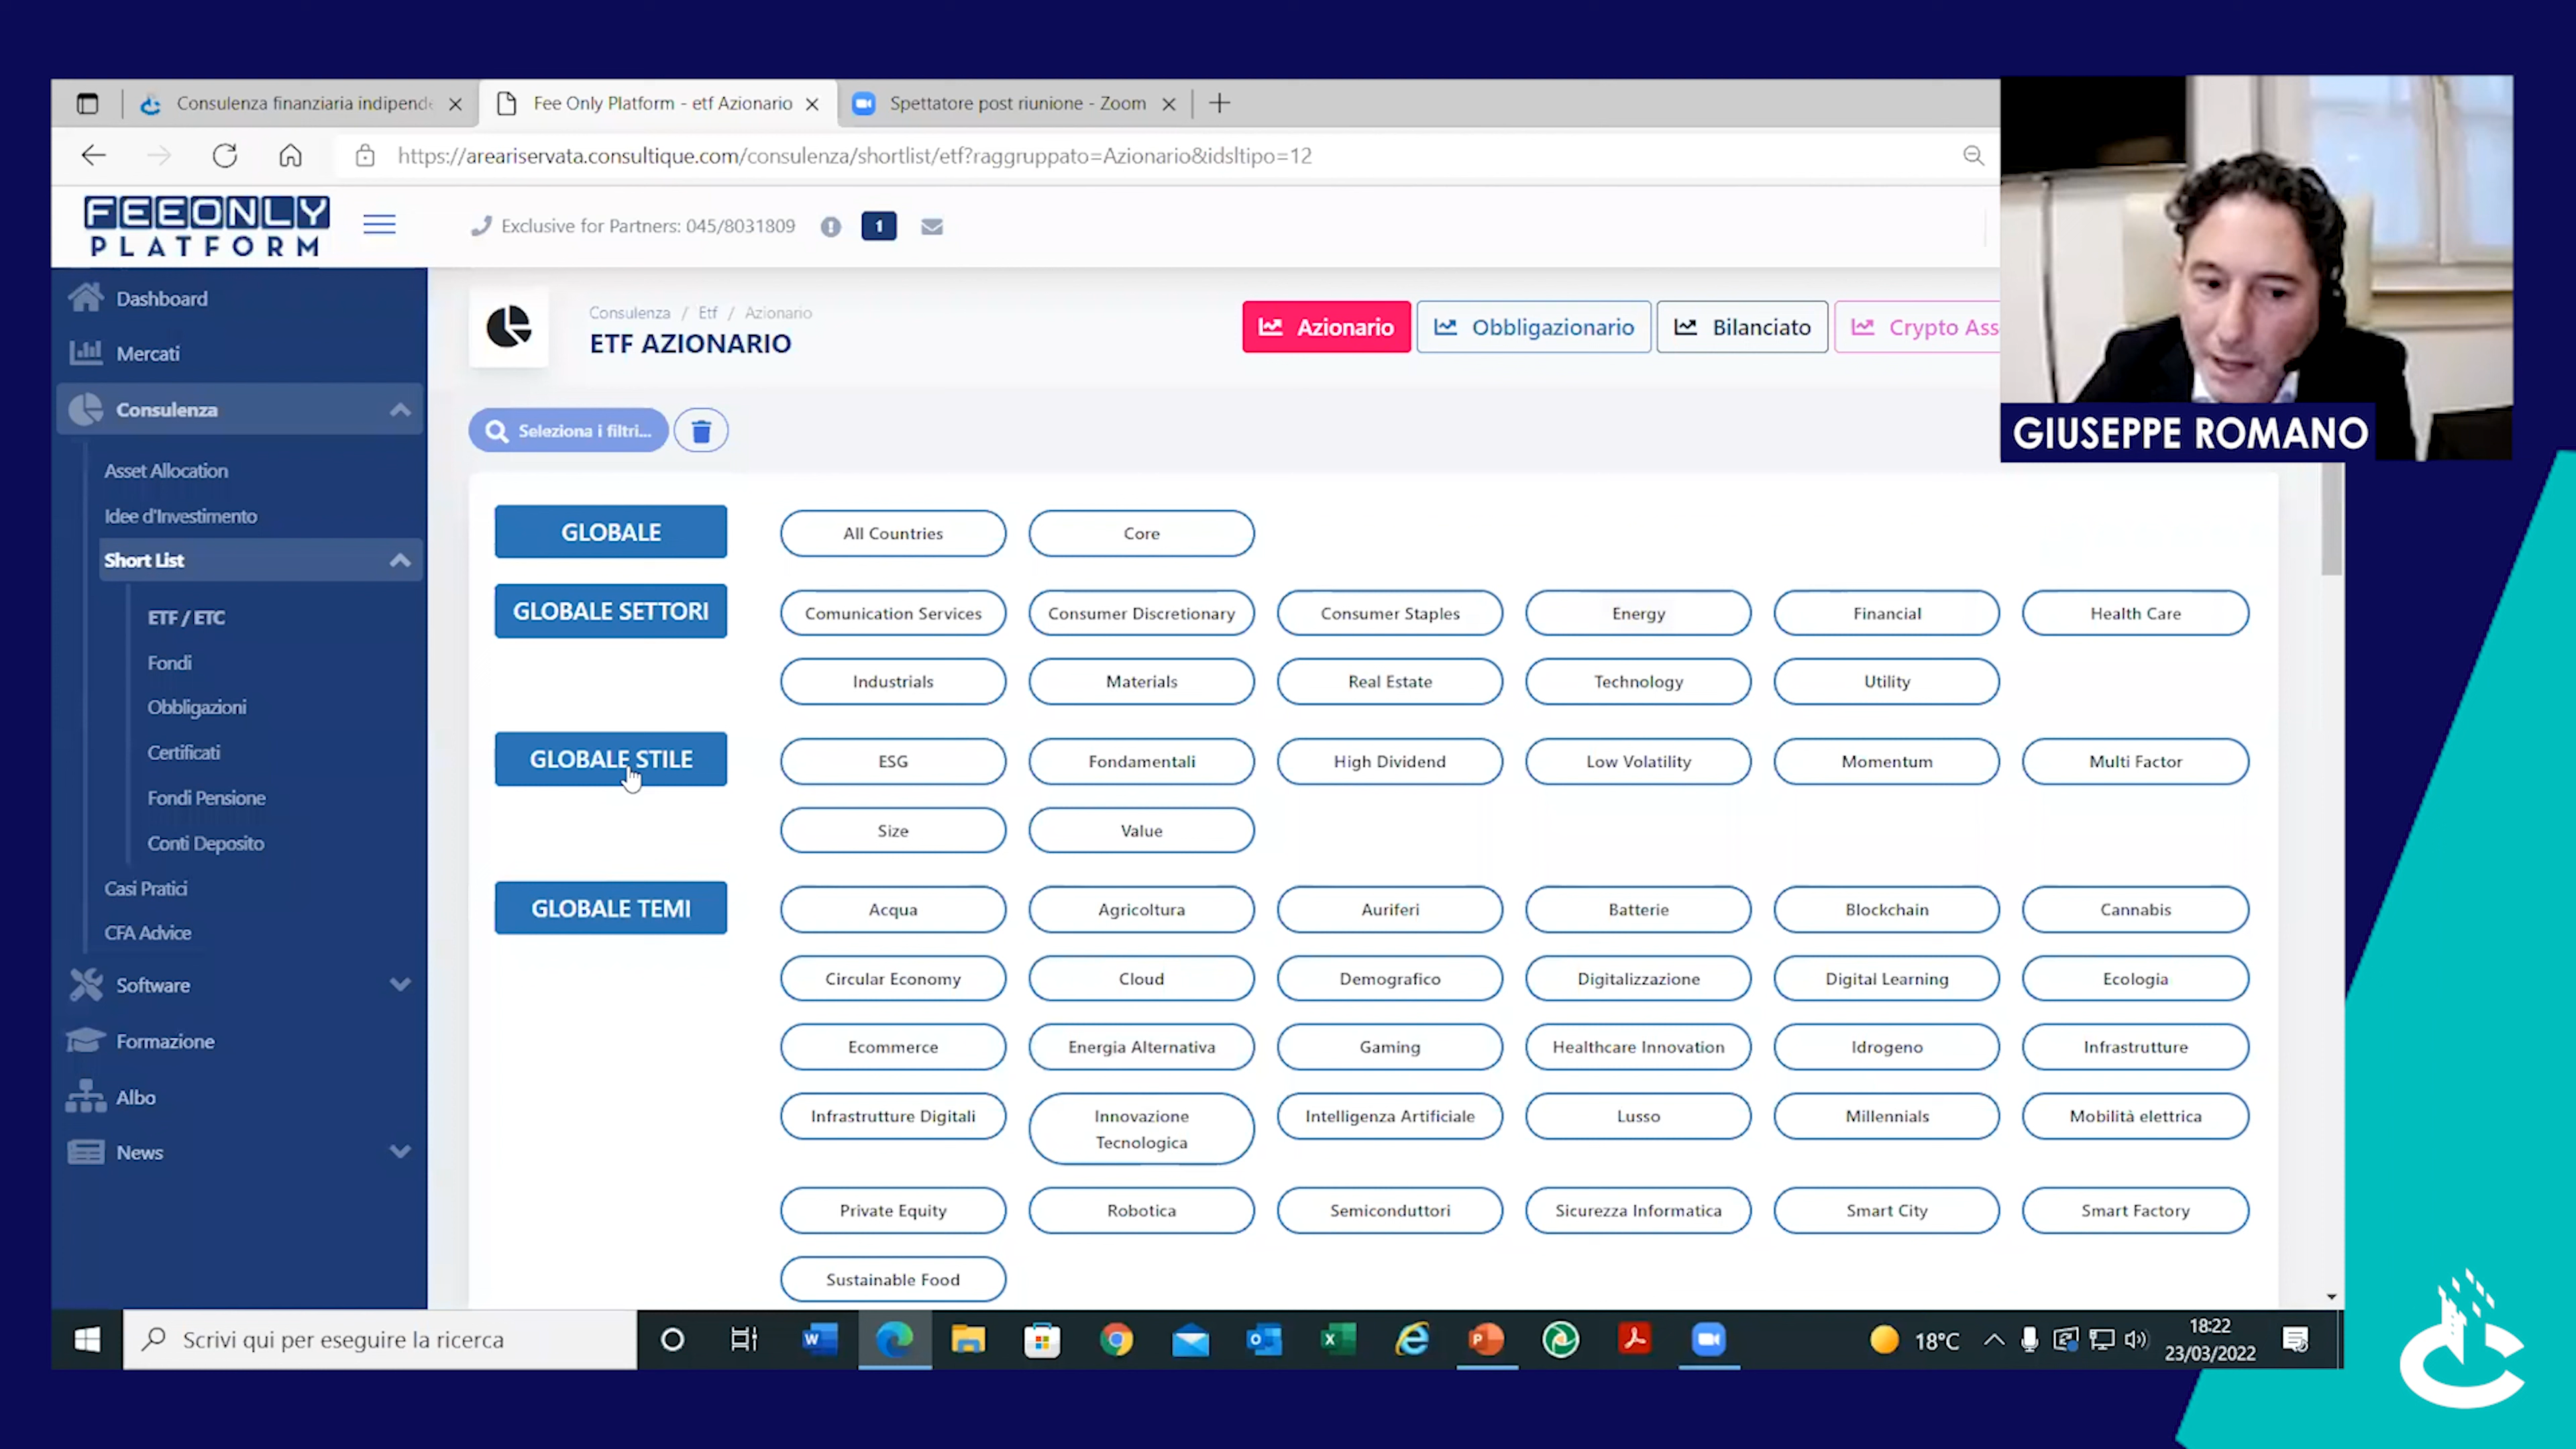 Consulenza finanziaria indipende
Fee Only Platform - etf Azionario
Spettatore post riunione - Zoom
https://areariservata.consultique.com/consulenza/shortlist/etf?raggruppato=Azionario&idsltipo=12
FEEONLY
PLATFORM
Exclusive for Partners: 045/8031809
1
Dashboard
Mercati
Consulenza
Asset Allocation
Idee d'Investimento
Short List
ETF / ETC
Fondi
Obbligazioni
Certificati
Fondi Pensione
Conti Deposito
Casi Pratici
CFA Advice
Software
Formazione
Albo
News
Consulenza / Etf / Azionario
ETF AZIONARIO
Azionario
Obbligazionario
Bilanciato
Crypto Ass
GIUSEPPE ROMANO
Seleziona i filtri...
GLOBALE
All Countries
Core
GLOBALE SETTORI
Comunication Services
Consumer Discretionary
Consumer Staples
Energy
Financial
Health Care
Industrials
Materials
Real Estate
Technology
Utility
GLOBALE STILE
ESG
Fondamentali
High Dividend
Low Volatility
Momentum
Multi Factor
Size
Value
GLOBALE TEMI
Acqua
Agricoltura
Auriferi
Batterie
Blockchain
Cannabis
Circular Economy
Cloud
Demografico
Digitalizzazione
Digital Learning
Ecologia
Ecommerce
Energia Alternativa
Gaming
Healthcare Innovation
Idrogeno
Infrastrutture
Infrastrutture Digitali
Innovazione
Tecnologica
Intelligenza Artificiale
Lusso
Millennials
Mobilità elettrica
Private Equity
Robotica
Semiconduttori
Sicurezza Informatica
Smart City
Smart Factory
Sustainable Food
Scrivi qui per eseguire la ricerca
18°C
18:22
23/03/2022